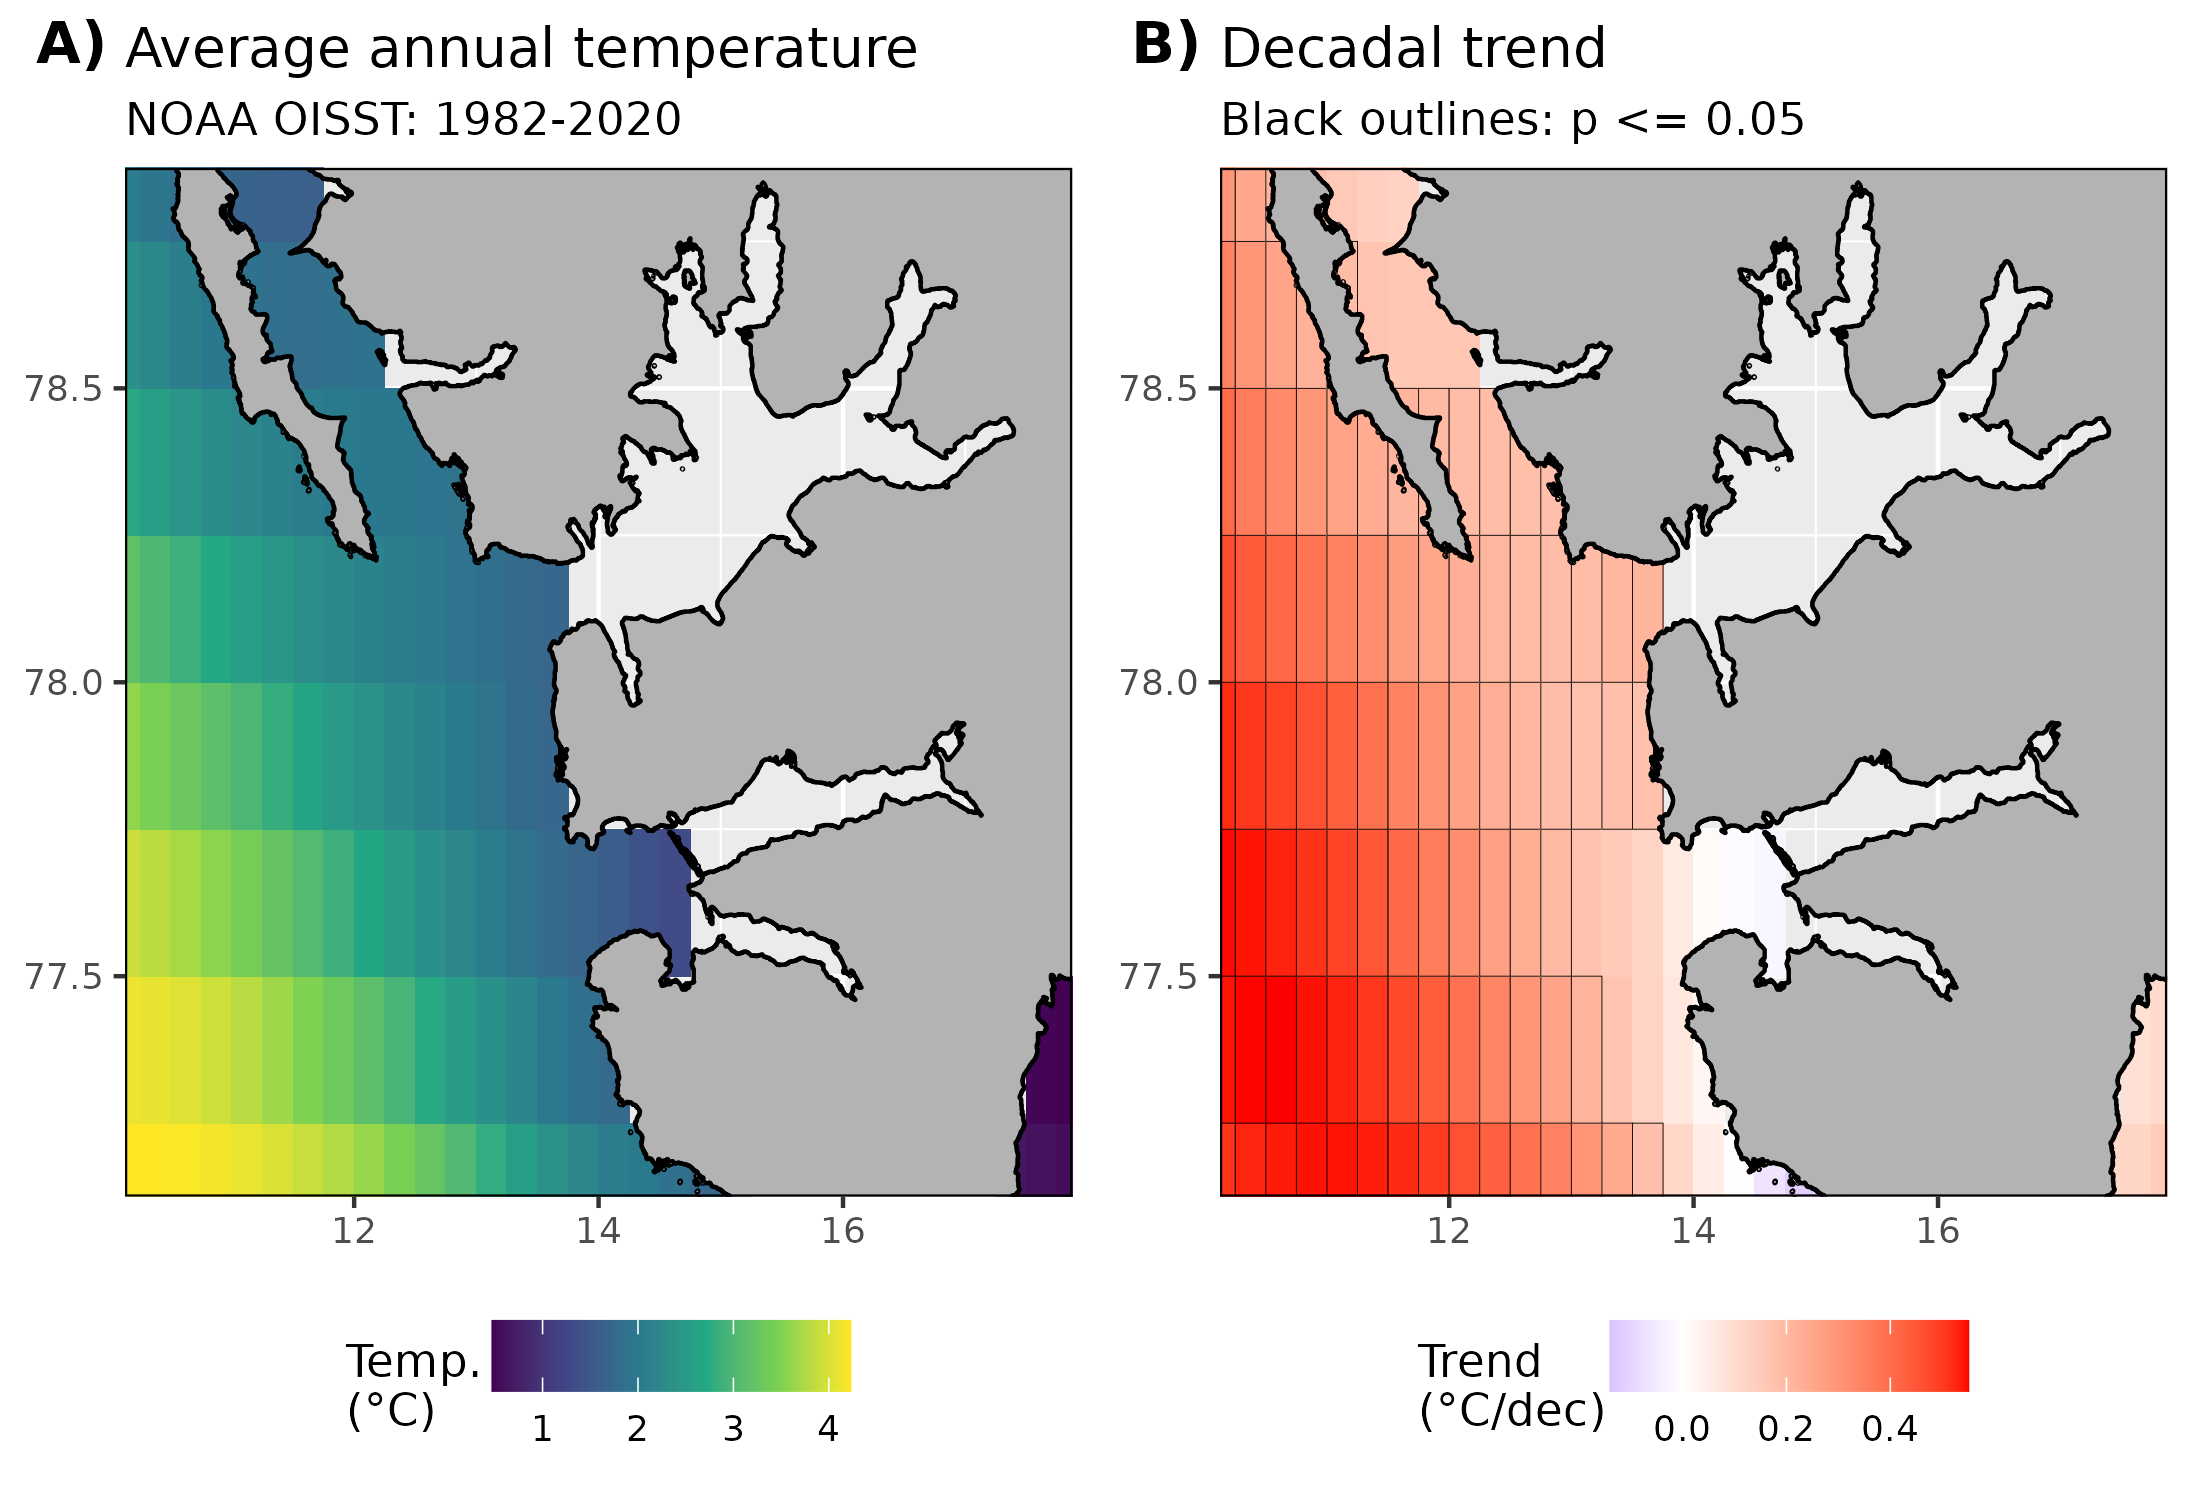 A) Average annual temperature
NOAA OISST: 1982-2020
78.5
78.0
77.5
12 14 16
Temp.
(°C)
1 2 3 4
B) Decadal trend
Black outlines: p <= 0.05
78.5
78.0
77.5
12 14 16
Trend
(°C/dec)
0.0 0.2 0.4